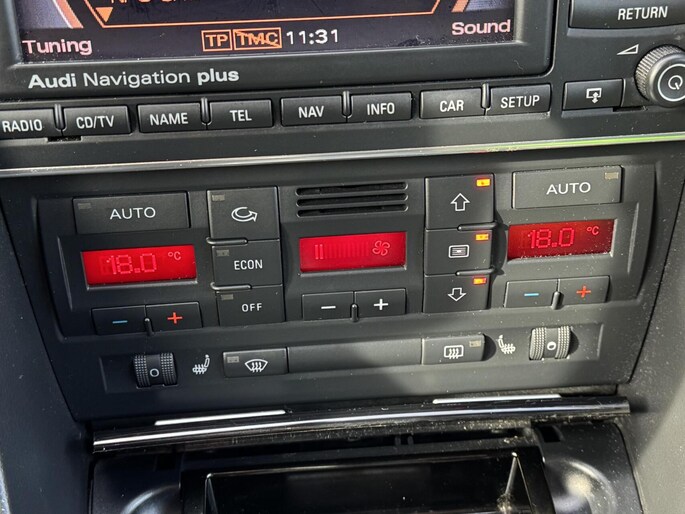 Tuning
TP TMC 11:31
Sound
RETURN
Audi Navigation plus
RADIO CD/TV NAME TEL NAV INFO CAR SETUP
AUTO
AUTO
18.0 °C
18.0 °C
ECON
OFF